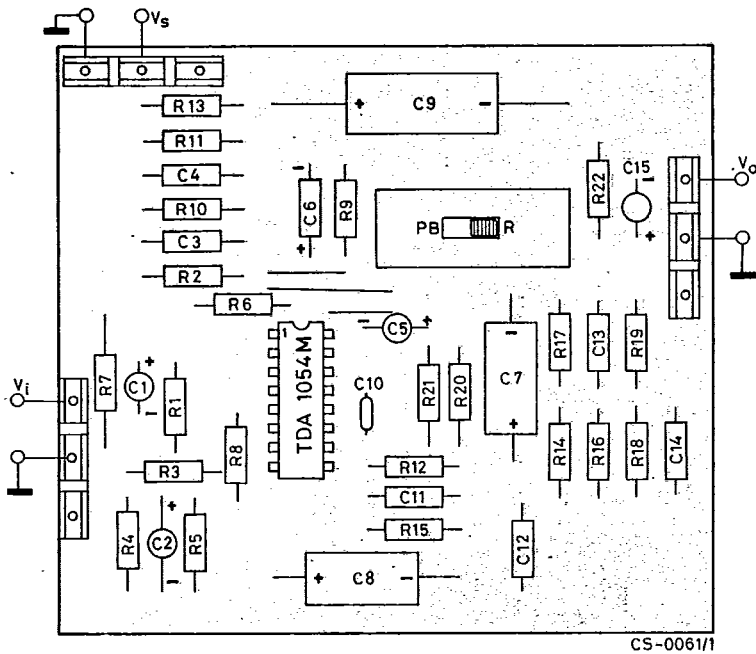 Vs
R13
C9
+ -
R11
C4
R10
C3
R2
R6
- C6 +
R9
PB R
R22
C15
- +
Vo
- C5 +
1
TDA 1054M
C10
R21
R20
- C7 +
R17
C13
R19
R14
R16
R18
C14
Vi
R7
+ C1 -
R1
R8
R3
R12
C11
R15
R4
+ C2 -
R5
+ C8 -
C12
CS-0061/1